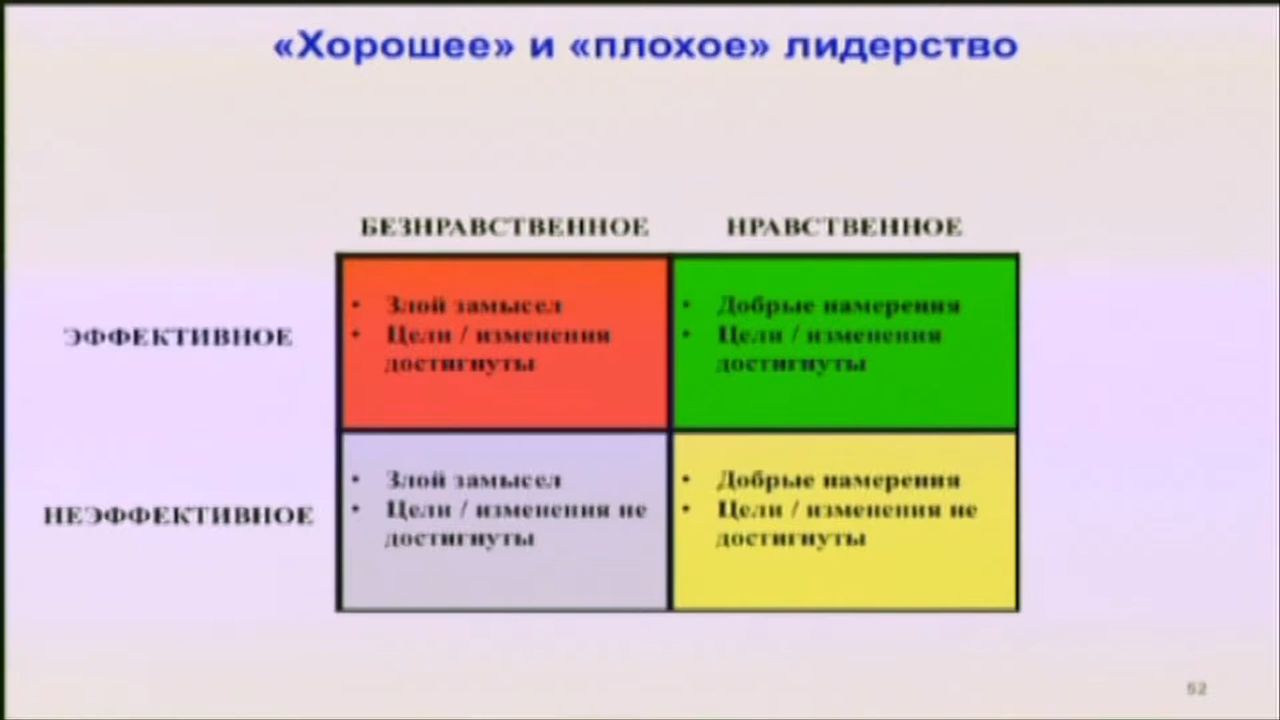 «Хорошее» и «плохое» лидерство
БЕЗНРАВСТВЕННОЕ НРАВСТВЕННОЕ
ЭФФЕКТИВНОЕ
• Злой замысел
• Цели / изменения
достигнуты
• Добрые намерения
• Цели / изменения
достигнуты
НЕЭФФЕКТИВНОЕ
• Злой замысел
• Цели / изменения не
достигнуты
• Добрые намерения
• Цели / изменения не
достигнуты
52